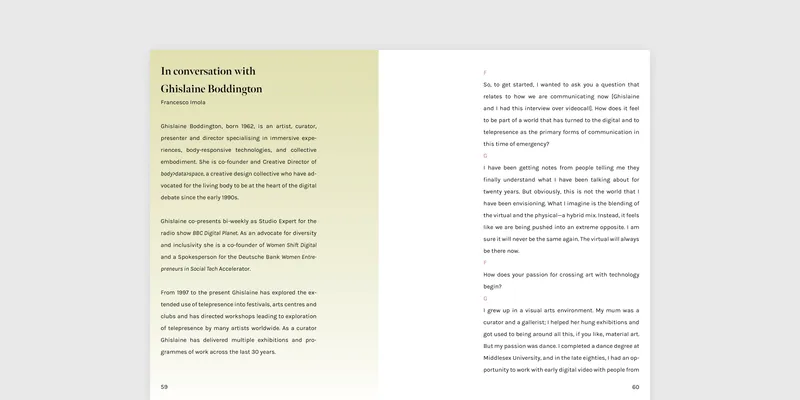 In conversation with
Ghislaine Boddington
Francesco Imola
Ghislaine Boddington, born 1962, is an artist, curator,
presenter and director specialising in immersive expe-
riences, body-responsive technologies, and collective
embodiment. She is co-founder and Creative Director of
body>data>space, a creative design collective who have ad-
vocated for the living body to be at the heart of the digital
debate since the early 1990s.
Ghislaine co-presents bi-weekly as Studio Expert for the
radio show BBC Digital Planet. As an advocate for diversity
and inclusivity she is a co-founder of Women Shift Digital
and a Spokesperson for the Deutsche Bank Women Entre-
preneurs in Social Tech Accelerator.
From 1997 to the present Ghislaine has explored the ex-
tended use of telepresence into festivals, arts centres and
clubs and has directed workshops leading to exploration
of telepresence by many artists worldwide. As a curator
Ghislaine has delivered multiple exhibitions and pro-
grammes of work across the last 30 years.
59
F
So, to get started, I wanted to ask you a question that
relates to how we are communicating now [Ghislaine
and I had this interview over videocall]. How does it feel
to be part of a world that has turned to the digital and to
telepresence as the primary forms of communication in
this time of emergency?
G
I have been getting notes from people telling me they
finally understand what I have been talking about for
twenty years. But obviously, this is not the world that I
have been envisioning. What I imagine is the blending of
the virtual and the physical—a hybrid mix. Instead, it feels
like we are being pushed into an extreme opposite. I am
sure it will never be the same again. The virtual will always
be there now.
F
How does your passion for crossing art with technology
begin?
G
I grew up in a visual arts environment. My mum was a
curator and a gallerist; I helped her hung exhibitions and
got used to being around all this, if you like, material art.
But my passion was dance. I completed a dance degree at
Middlesex University, and in the late eighties, I had an op-
portunity to work with early digital video with people from
60